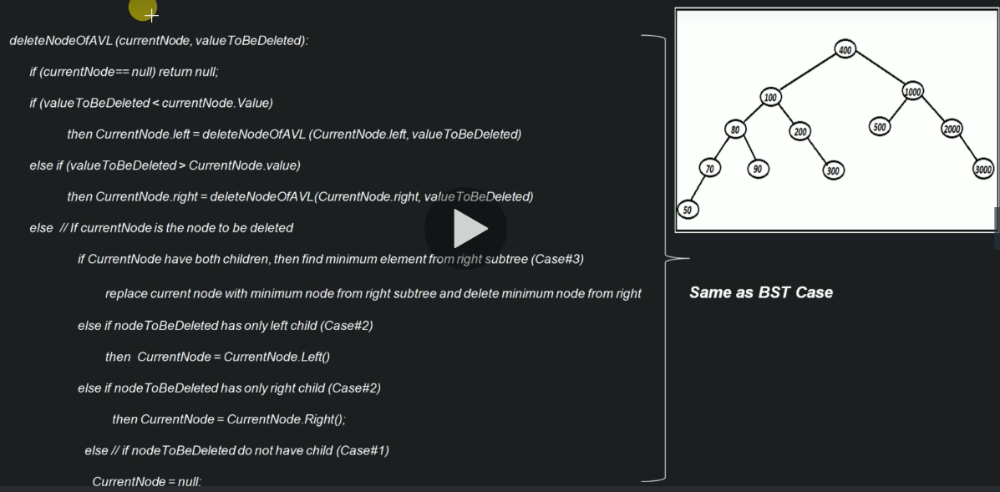 deleteNodeOfAVL (currentNode, valueToBeDeleted):
if (currentNode== null) return null;
if (valueToBeDeleted < currentNode.Value)
then CurrentNode.left = deleteNodeOfAVL (CurrentNode.left, valueToBeDeleted)
else if (valueToBeDeleted > CurrentNode.value)
then CurrentNode.right = deleteNodeOfAVL(CurrentNode.right, valueToBeDeleted)
else // If currentNode is the node to be deleted
if CurrentNode have both children, then find minimum element from right subtree (Case#3)
replace current node with minimum node from right subtree and delete minimum node from right
else if nodeToBeDeleted has only left child (Case#2)
then CurrentNode = CurrentNode.Left()
else if nodeToBeDeleted has only right child (Case#2)
then CurrentNode = CurrentNode.Right();
else // if nodeToBeDeleted do not have child (Case#1)
CurrentNode = null;
400
100 1000
80 200 500 2000
70 90 300 3000
50
Same as BST Case